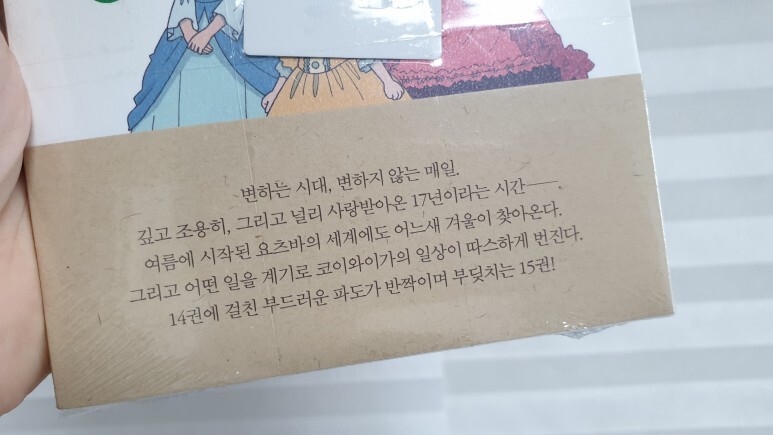 변하는 시대, 변하지 않는 매일.
깊고 조용히, 그리고 널리 사랑받아온 17년이라는 시간──.
여름에 시작된 요츠바의 세계에도 어느새 겨울이 찾아온다.
그리고 어떤 일을 계기로 코이와이가의 일상이 따스하게 번진다.
14권에 걸친 부드러운 파도가 반짝이며 부딪치는 15권!